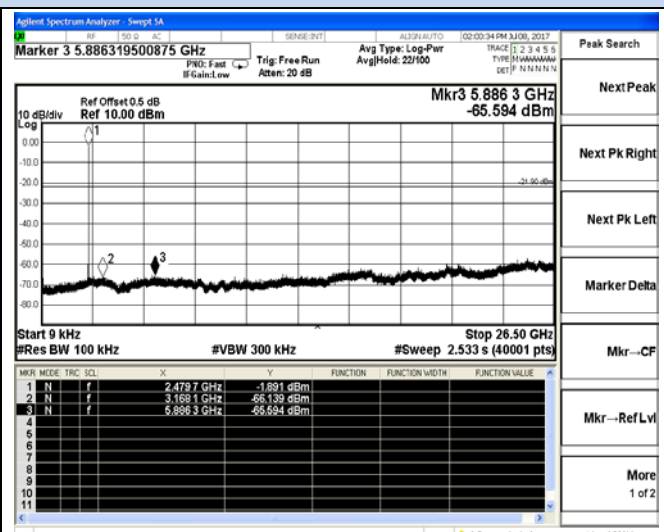 Agilent Spectrum Analyzer - Swept SA
RF 50 Ω AC SENSE:INT ALIGN AUTO 02:00:34 PM Jul 08, 2017
Marker 3 5.886319500875 GHz
PNO: Fast
IFGain:Low
Trig: Free Run
Atten: 20 dB
Avg Type: Log-Pwr
Avg|Hold: 22/100
TRACE 1 2 3 4 5 6
TYPE
DET
Peak Search
Next Peak
Next Pk Right
Next Pk Left
Marker Delta
Mkr→CF
Mkr→Ref Lvl
More
1 of 2
Ref Offset 0.5 dB
10 dB/div Ref 10.00 dBm
Mkr3 5.886 3 GHz
-65.594 dBm
Log
0.00
-10.0
-20.0
-30.0
-40.0
-50.0
-60.0
-70.0
-80.0
1
2
3
-21.90 dBm
Start 9 kHz
Stop 26.50 GHz
#Res BW 100 kHz #VBW 300 kHz #Sweep 2.533 s (40001 pts)
MKR MODE TRC SCL X Y FUNCTION FUNCTION WIDTH FUNCTION VALUE
1 N f 2.479 7 GHz -1.891 dBm
2 N f 3.168 1 GHz -66.139 dBm
3 N f 5.886 3 GHz -65.594 dBm
4
5
6
7
8
9
10
11